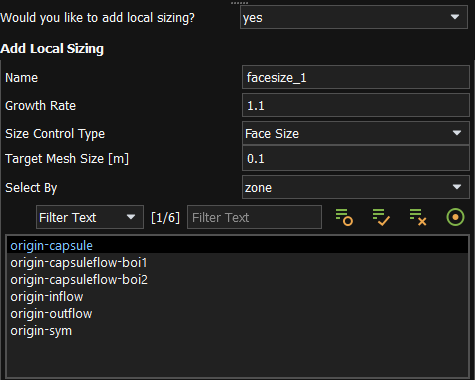 Would you like to add local sizing? yes
Add Local Sizing
Name facesize_1
Growth Rate 1.1
Size Control Type Face Size
Target Mesh Size [m] 0.1
Select By zone
Filter Text [1/6] Filter Text
origin-capsule
origin-capsuleflow-boi1
origin-capsuleflow-boi2
origin-inflow
origin-outflow
origin-sym